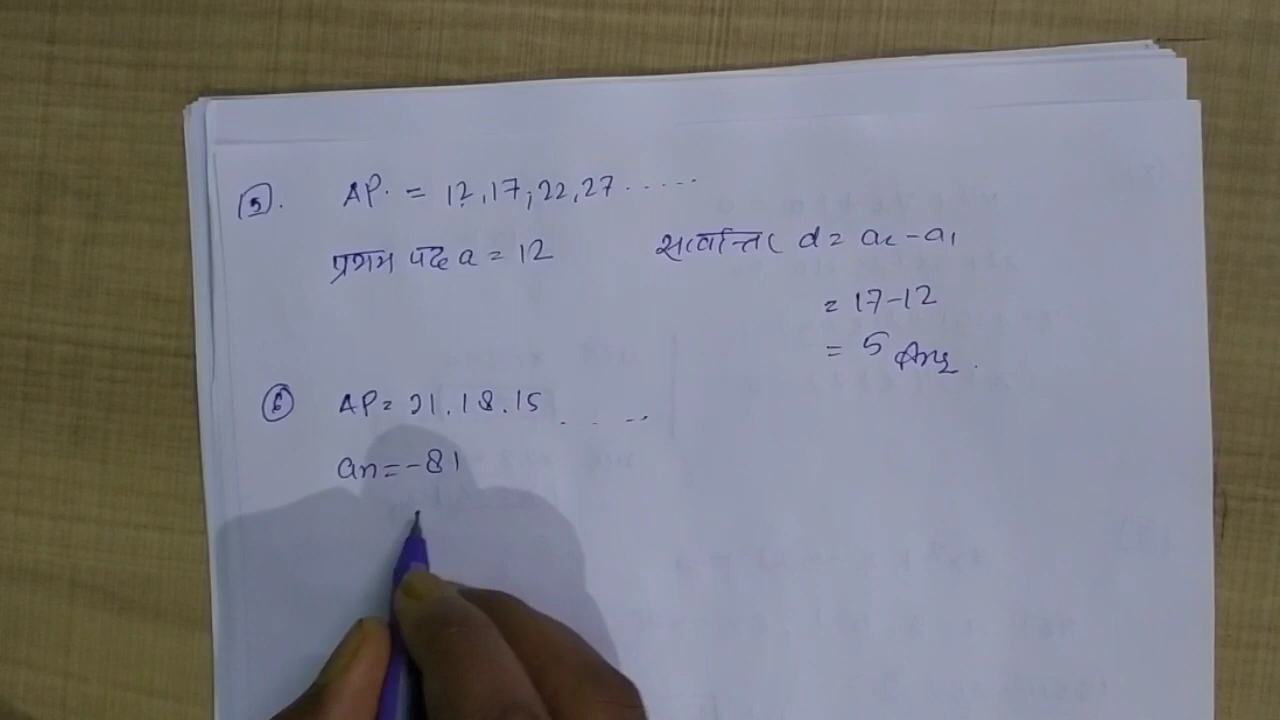 5. AP. = 12, 17, 22, 27 .....
प्रथम पद a = 12 सार्वान्तर d = a2 - a1
= 17-12
= 5 Ans.
6 AP = 21. 18. 15 . . . .
an = -81